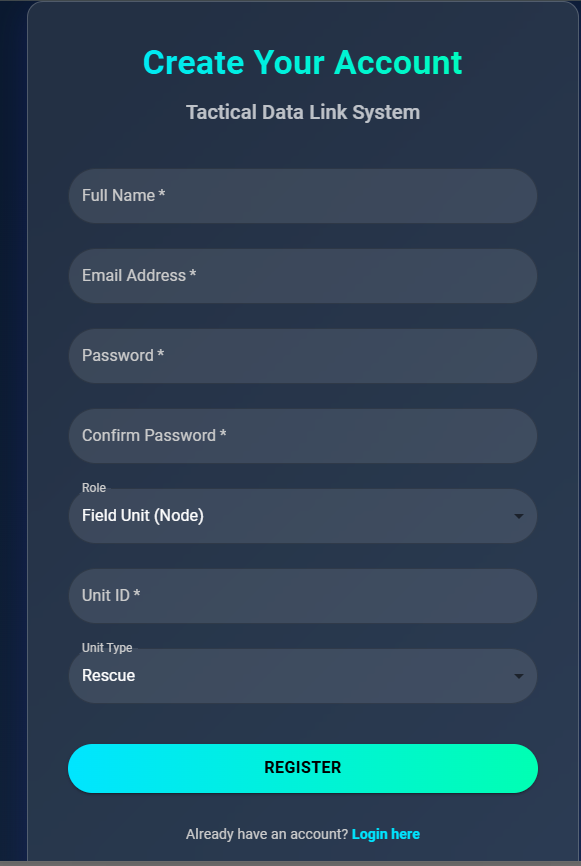 Create Your Account
Tactical Data Link System
Full Name *
Email Address *
Password *
Confirm Password *
Role
Field Unit (Node)
Unit ID *
Unit Type
Rescue
REGISTER
Already have an account? Login here